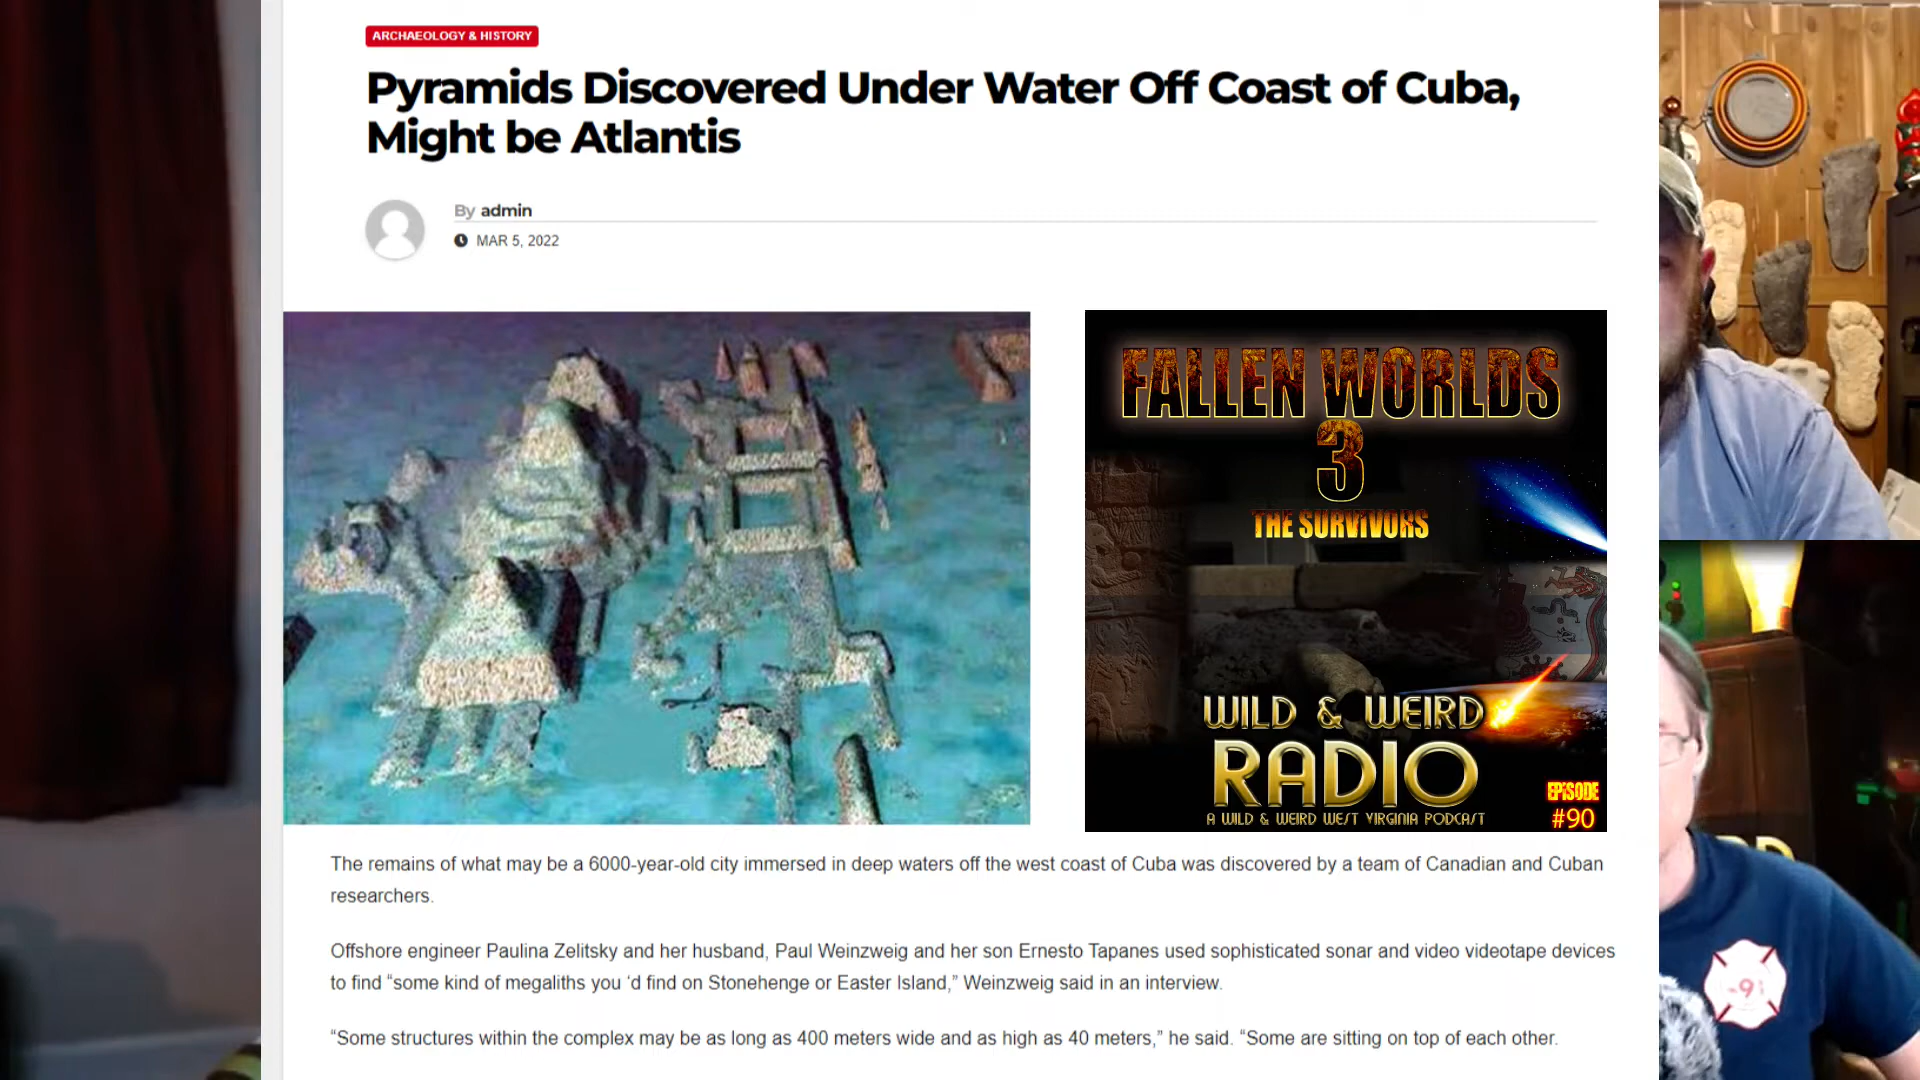 ARCHAEOLOGY & HISTORY
Pyramids Discovered Under Water Off Coast of Cuba,
Might be Atlantis
By admin
MAR 5, 2022
FALLEN WORLDS
3
THE SURVIVORS
WILD & WEIRD
RADIO
A WILD & WEIRD WEST VIRGINIA PODCAST
EPISODE
#90
The remains of what may be a 6000-year-old city immersed in deep waters off the west coast of Cuba was discovered by a team of Canadian and Cuban
researchers.
Offshore engineer Paulina Zelitsky and her husband, Paul Weinzweig and her son Ernesto Tapanes used sophisticated sonar and video videotape devices
to find “some kind of megaliths you ‘d find on Stonehenge or Easter Island,” Weinzweig said in an interview.
“Some structures within the complex may be as long as 400 meters wide and as high as 40 meters,” he said. “Some are sitting on top of each other.